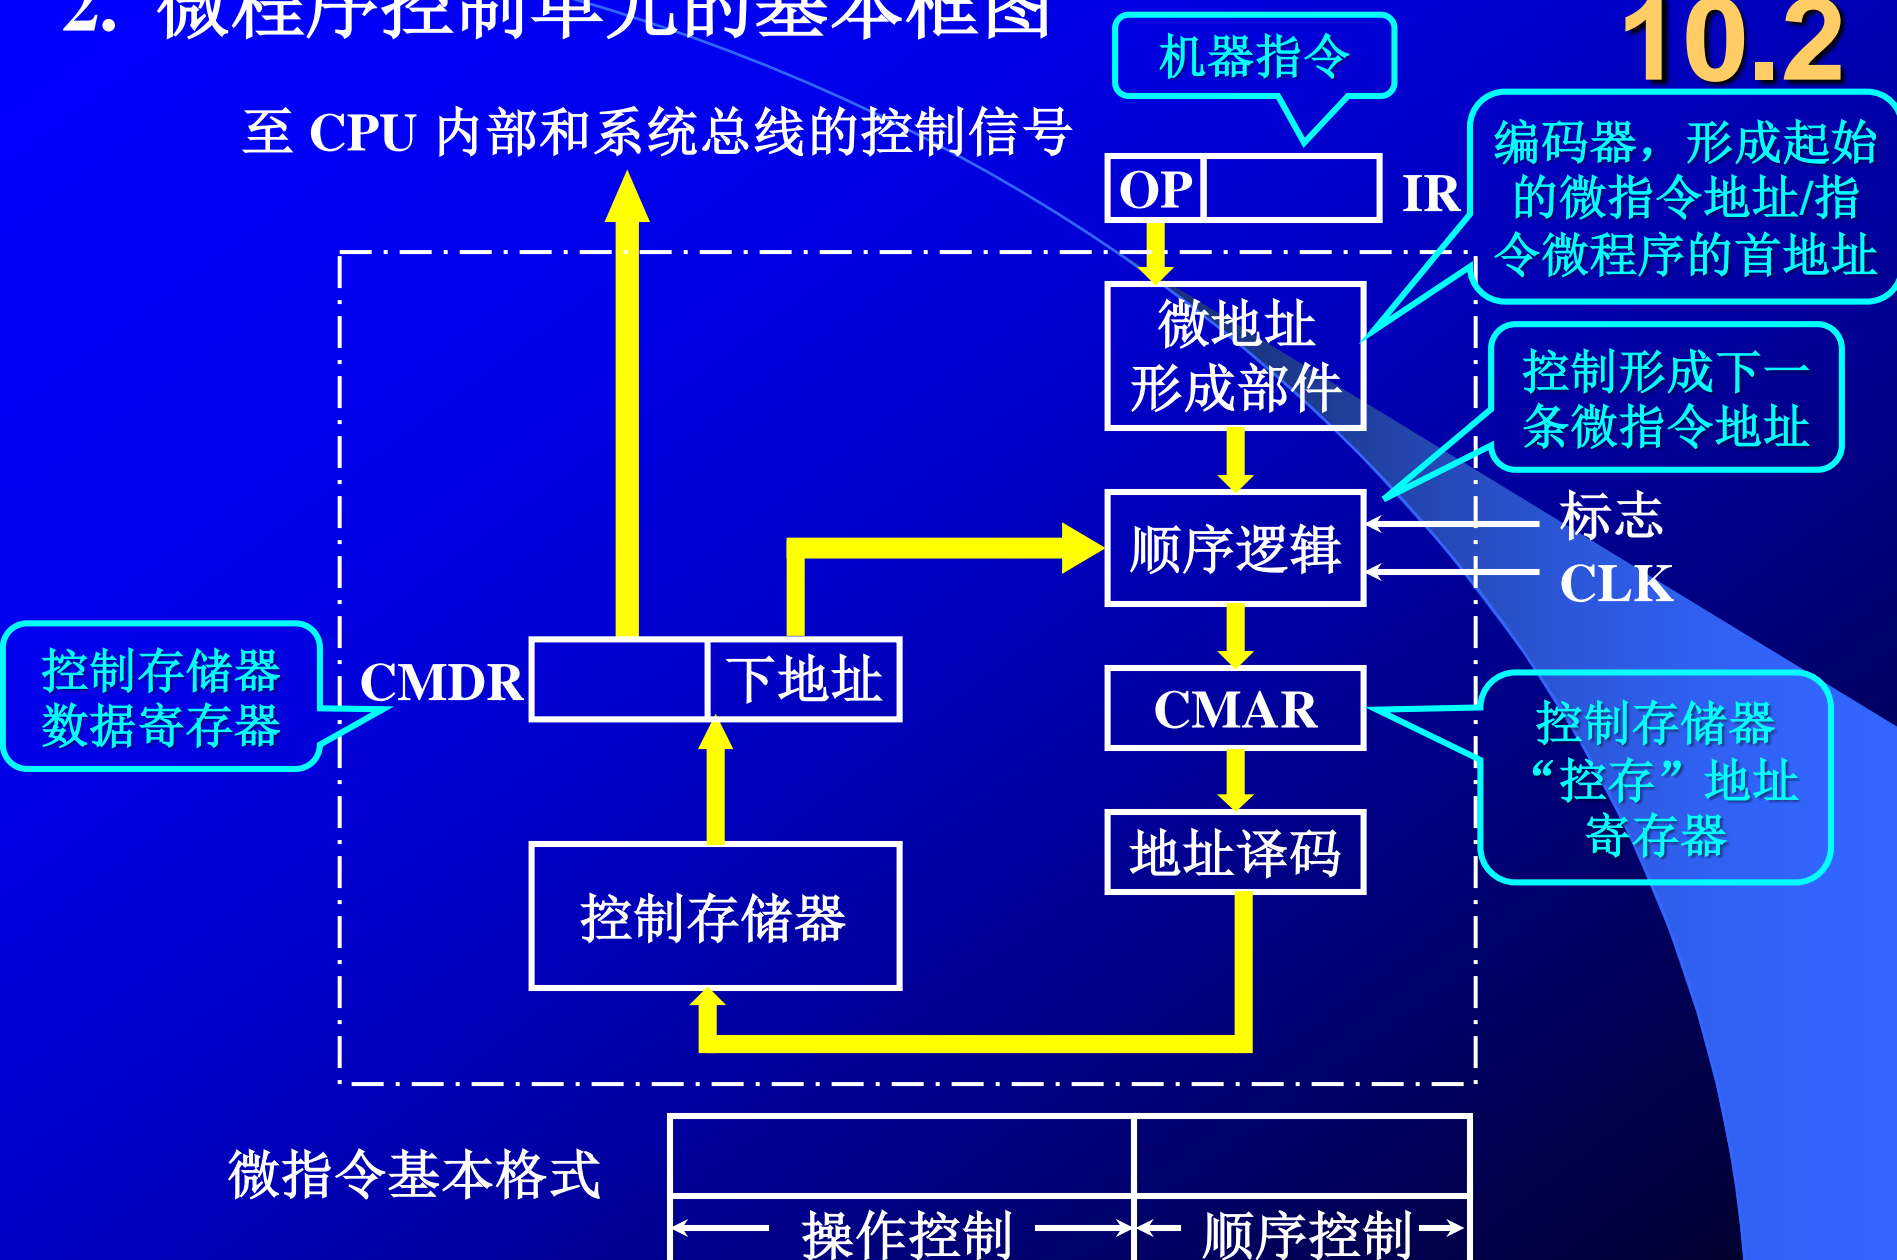 2. 微程序控制单元的基本框图
10.2
机器指令
至 CPU 内部和系统总线的控制信号
OP
IR
编码器，形成起始
的微指令地址/指
令微程序的首地址
微地址
形成部件
控制形成下一
条微指令地址
顺序逻辑
标志
CLK
控制存储器
数据寄存器
CMDR
下地址
CMAR
控制存储器
“控存”地址
寄存器
地址译码
控制存储器
微指令基本格式
操作控制
顺序控制